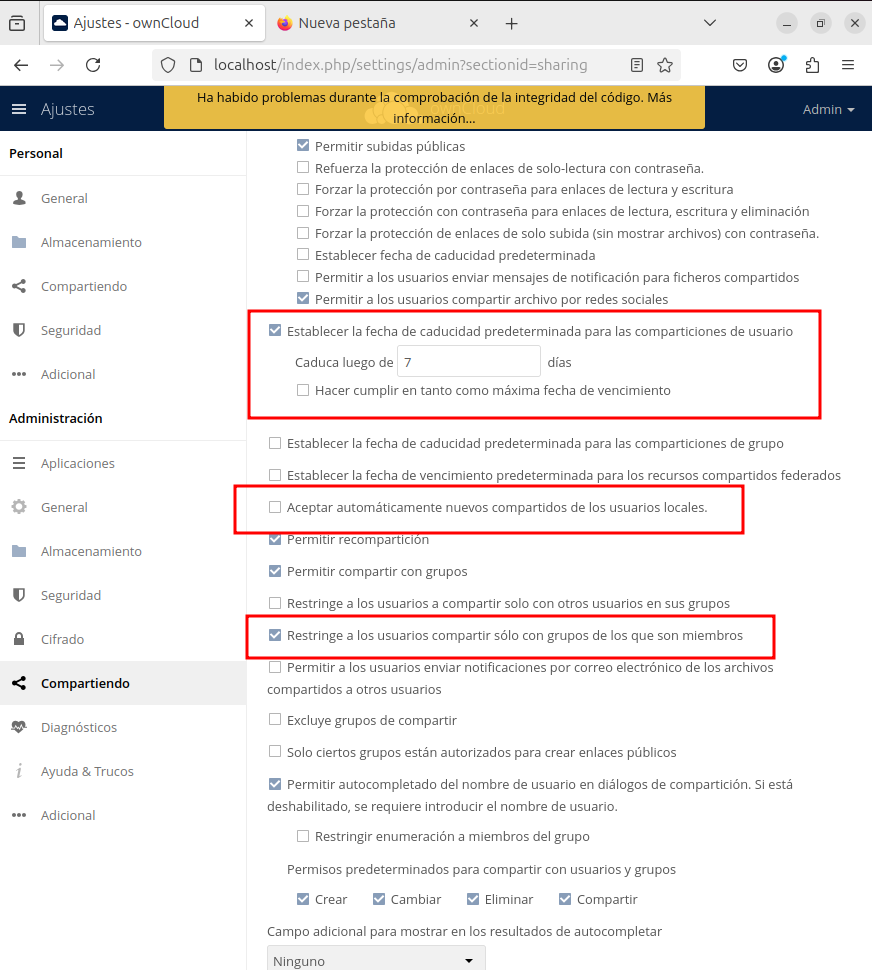 Ajustes - ownCloud
Nueva pestaña
localhost/index.php/settings/admin?sectionid=sharing
Ajustes
Ha habido problemas durante la comprobación de la integridad del código. Más
información...
ownCloud
Admin
Personal
General
Almacenamiento
Compartiendo
Seguridad
Adicional
Administración
Aplicaciones
General
Almacenamiento
Seguridad
Cifrado
Compartiendo
Diagnósticos
Ayuda & Trucos
Adicional
Permitir subidas públicas
Refuerza la protección de enlaces de solo-lectura con contraseña.
Forzar la protección por contraseña para enlaces de lectura y escritura
Forzar la protección con contraseña para enlaces de lectura, escritura y eliminación
Forzar la protección de enlaces de solo subida (sin mostrar archivos) con contraseña.
Establecer fecha de caducidad predeterminada
Permitir a los usuarios enviar mensajes de notificación para ficheros compartidos
Permitir a los usuarios compartir archivo por redes sociales
Establecer la fecha de caducidad predeterminada para las comparticiones de usuario
Caduca luego de 7 días
Hacer cumplir en tanto como máxima fecha de vencimiento
Establecer la fecha de caducidad predeterminada para las comparticiones de grupo
Establecer la fecha de vencimiento predeterminada para los recursos compartidos federados
Aceptar automáticamente nuevos compartidos de los usuarios locales.
Permitir recompartición
Permitir compartir con grupos
Restringe a los usuarios a compartir solo con otros usuarios en sus grupos
Restringe a los usuarios compartir sólo con grupos de los que son miembros
Permitir a los usuarios enviar notificaciones por correo electrónico de los archivos
compartidos a otros usuarios
Excluye grupos de compartir
Solo ciertos grupos están autorizados para crear enlaces públicos
Permitir autocompletado del nombre de usuario en diálogos de compartición. Si está
deshabilitado, se requiere introducir el nombre de usuario.
Restringir enumeración a miembros del grupo
Permisos predeterminados para compartir con usuarios y grupos
Crear Cambiar Eliminar Compartir
Campo adicional para mostrar en los resultados de autocompletar
Ninguno